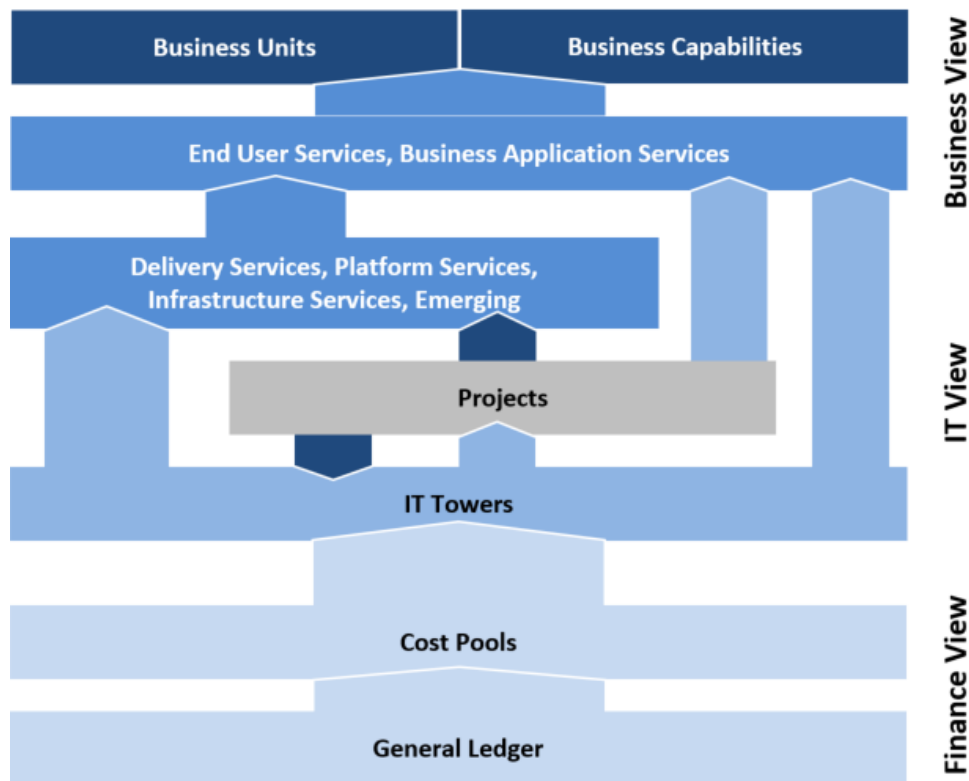 Business Units
Business Capabilities
End User Services, Business Application Services
Delivery Services, Platform Services,
Infrastructure Services, Emerging
Projects
IT Towers
Cost Pools
General Ledger
Business View
IT View
Finance View